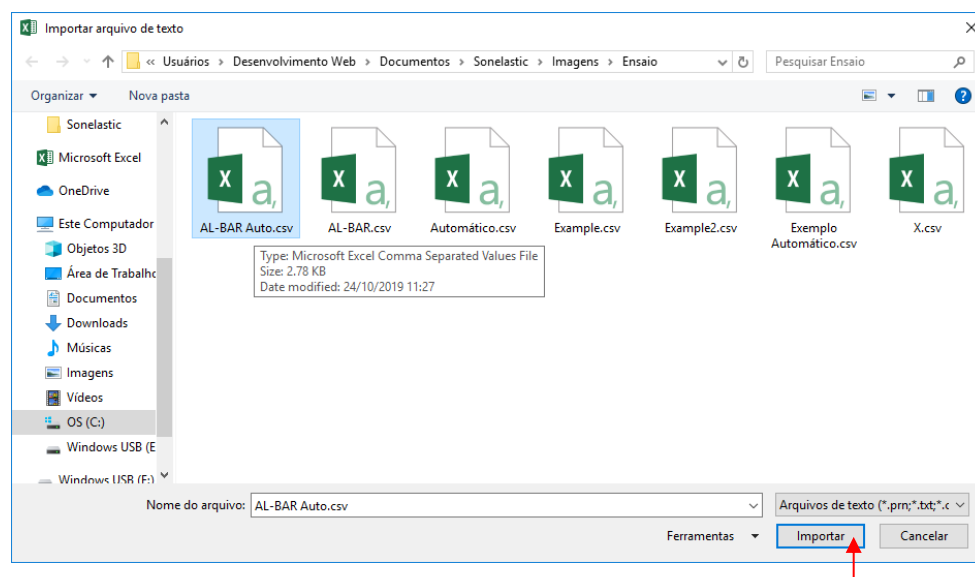 Importar arquivo de texto
« Usuários › Desenvolvimento Web › Documentos › Sonelastic › Imagens › Ensaio
Pesquisar Ensaio
Organizar
Nova pasta
Sonelastic
Microsoft Excel
OneDrive
Este Computador
Objetos 3D
Área de Trabalho
Documentos
Downloads
Músicas
Imagens
Vídeos
OS (C:)
Windows USB (E
Windows USB (E:)
AL-BAR Auto.csv
AL-BAR.csv
Automático.csv
Example.csv
Example2.csv
Exemplo
Automático.csv
X.csv
Type: Microsoft Excel Comma Separated Values File
Size: 2.78 KB
Date modified: 24/10/2019 11:27
Nome do arquivo:
AL-BAR Auto.csv
Arquivos de texto (*.prn;*.txt;*.c
Ferramentas
Importar
Cancelar